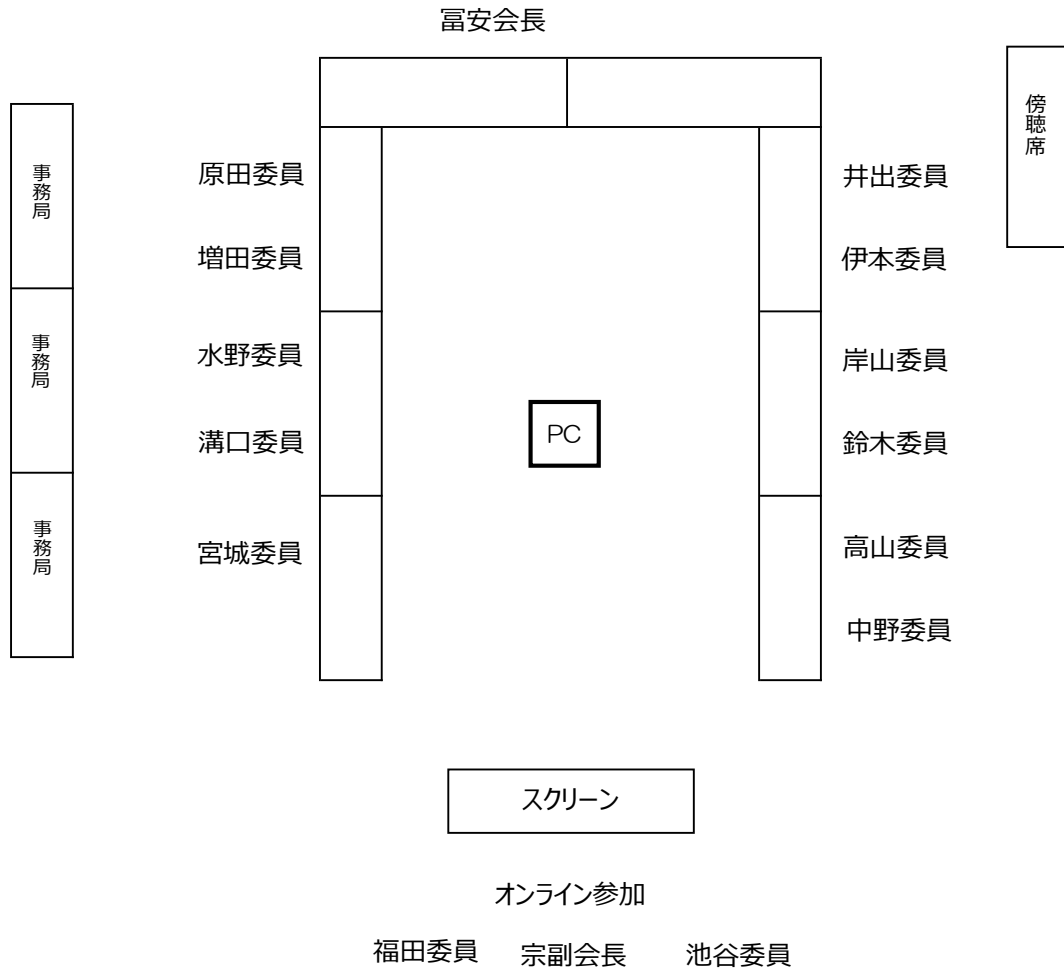 冨安会長
傍聴席
事務局
原田委員
井出委員
増田委員
伊本委員
事務局
水野委員
岸山委員
PC
溝口委員
鈴木委員
事務局
宮城委員
高山委員
中野委員
スクリーン
オンライン参加
福田委員 宗副会長 池谷委員